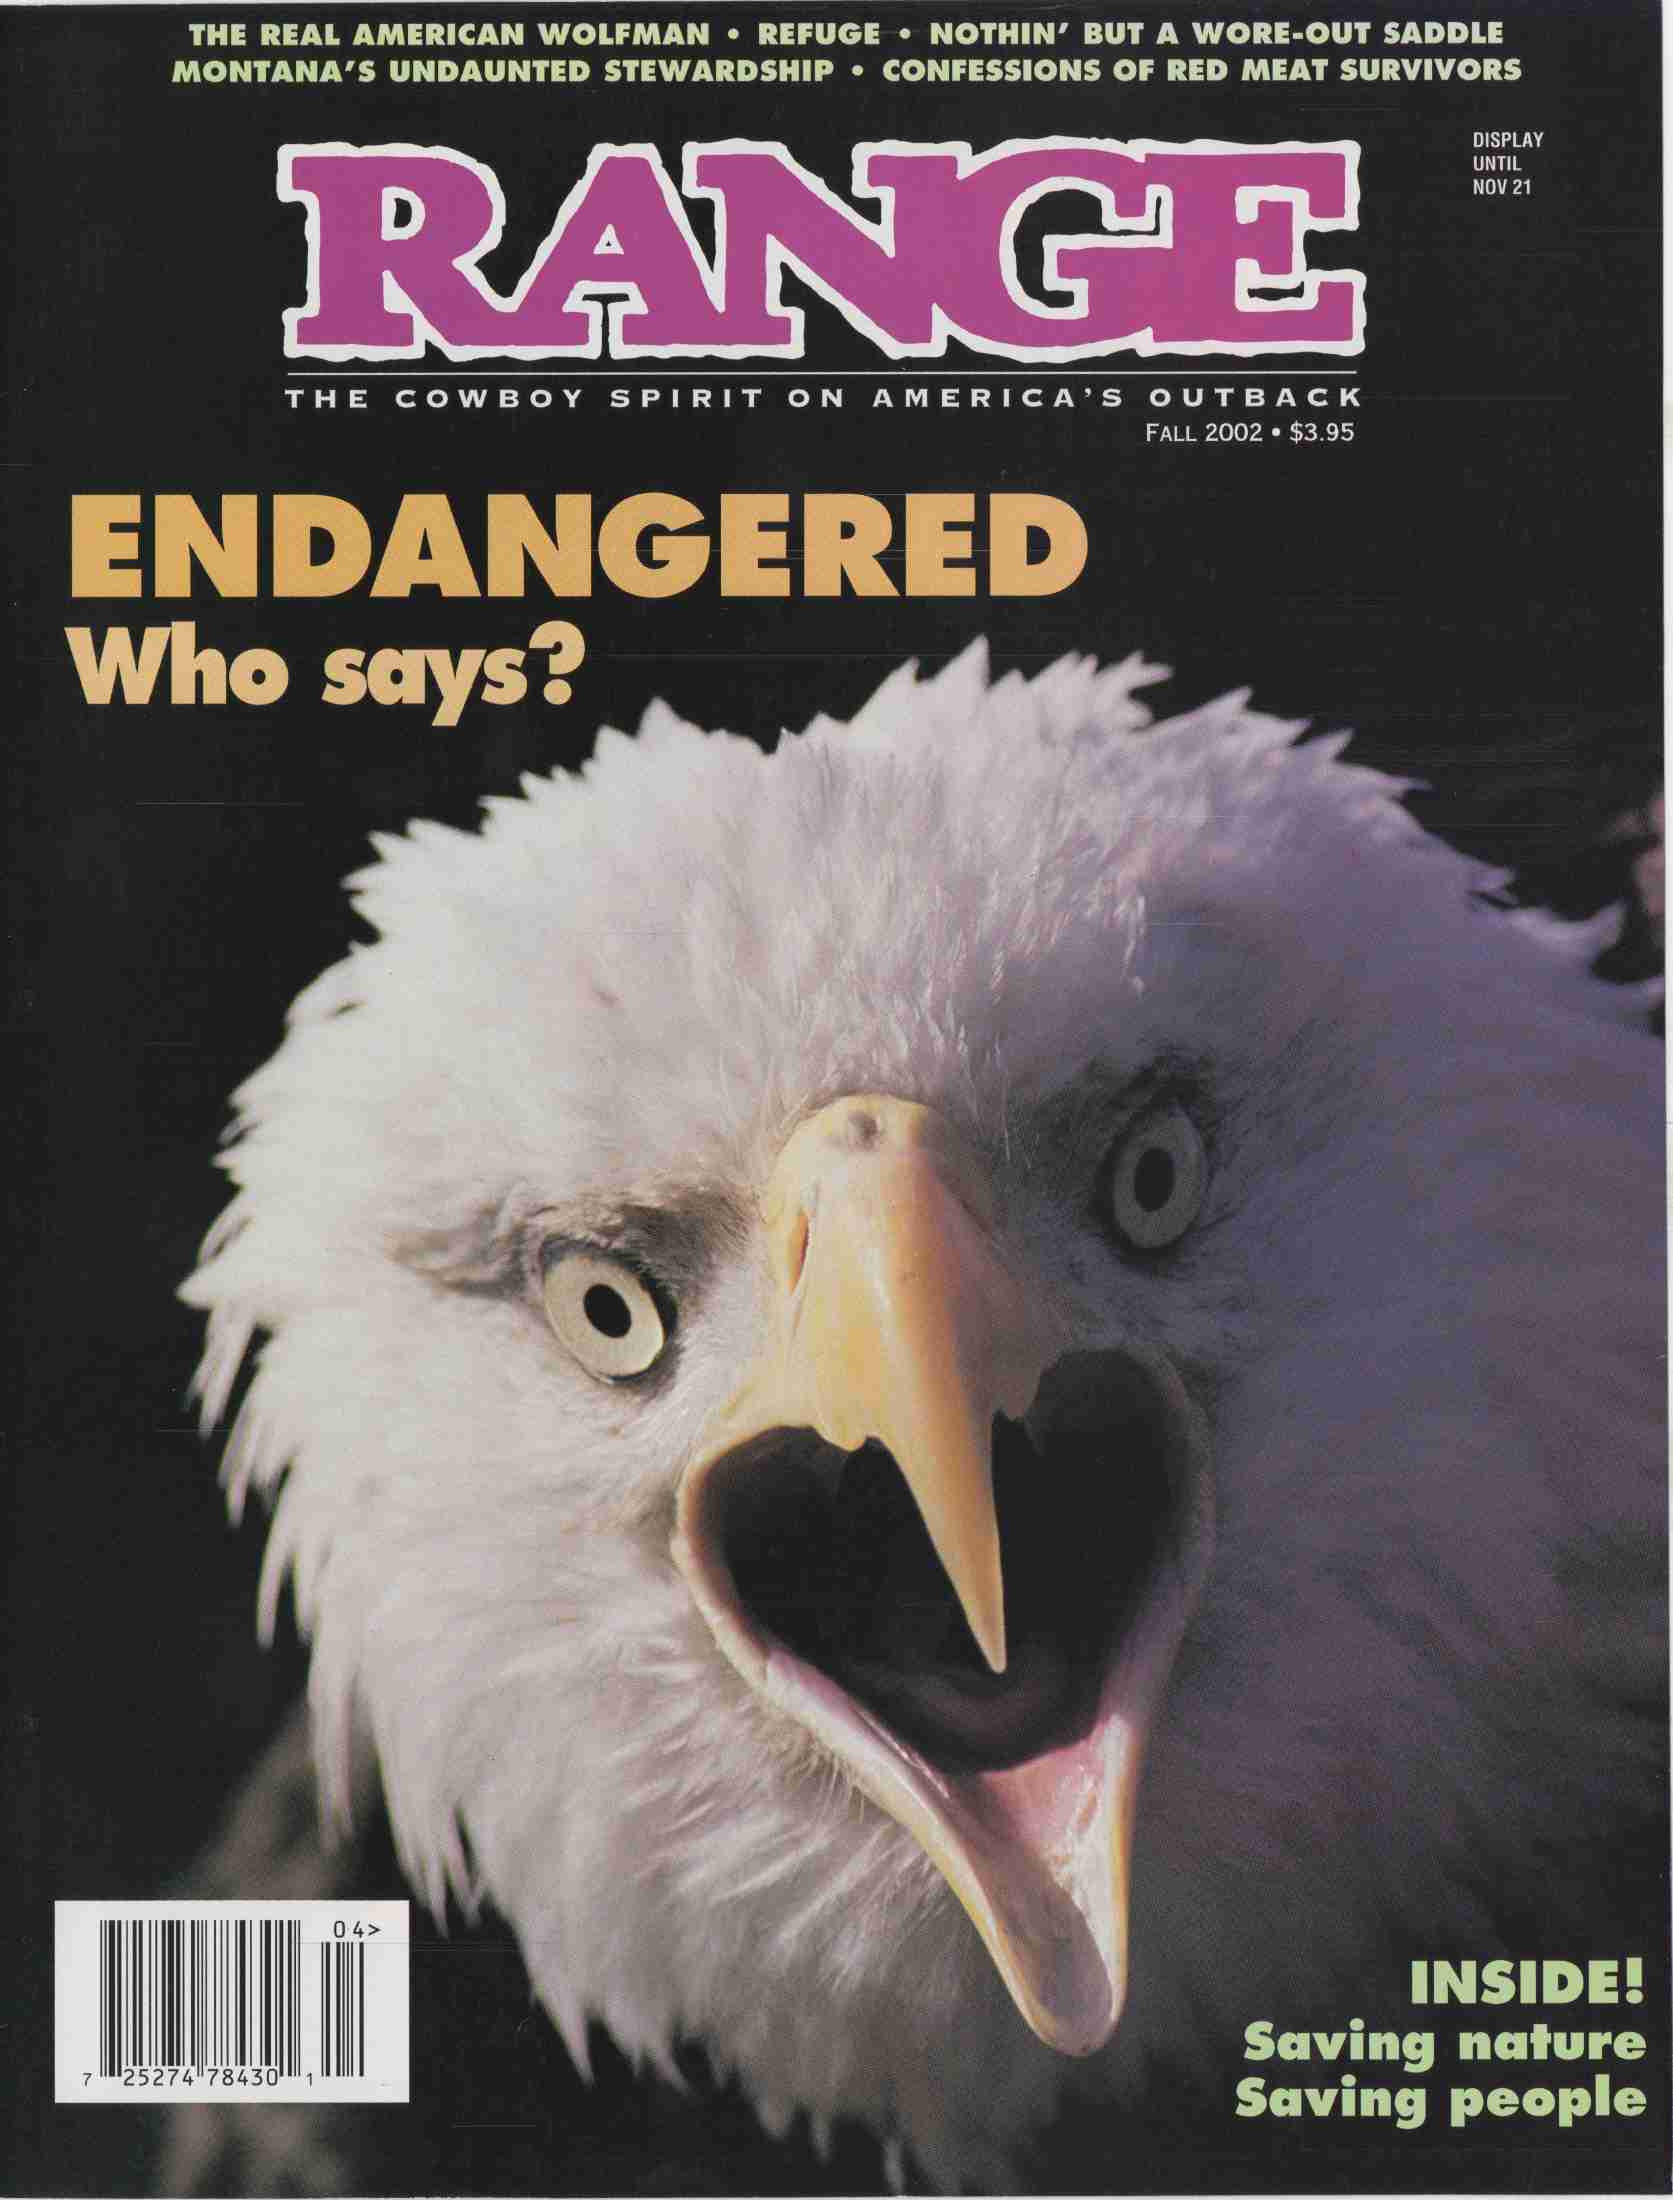 THE REAL AMERICAN WOLFMAN • REFUGE • NOTHIN' BUT A WORE-OUT SADDLE
MONTANA'S UNDAUNTED STEWARDSHIP • CONFESSIONS OF RED MEAT SURVIVORS
RANGE
DISPLAY
UNTIL
NOV 21
THE COWBOY SPIRIT ON AMERICA'S OUTBACK
FALL 2002 • $3.95
ENDANGERED
Who says?
04>
7 25274 78430 1
INSIDE!
Saving nature
Saving people